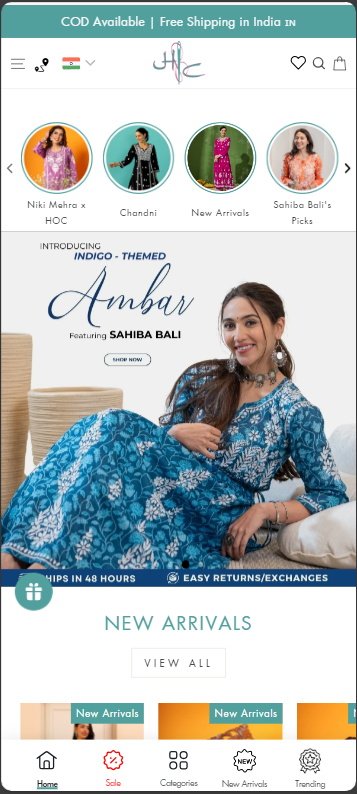 COD Available | Free Shipping in India IN
HC
Niki Mehra x
HOC
Chandni
New Arrivals
Sahiba Bali's
Picks
INTRODUCING
INDIGO - THEMED
Ambar
Featuring SAHIBA BALI
SHOP NOW
IPS IN 48 HOURS
EASY RETURNS/EXCHANGES
NEW ARRIVALS
VIEW ALL
New Arrivals
New Arrivals
N
Home
Sale
Categories
NEW
New Arrivals
Trending